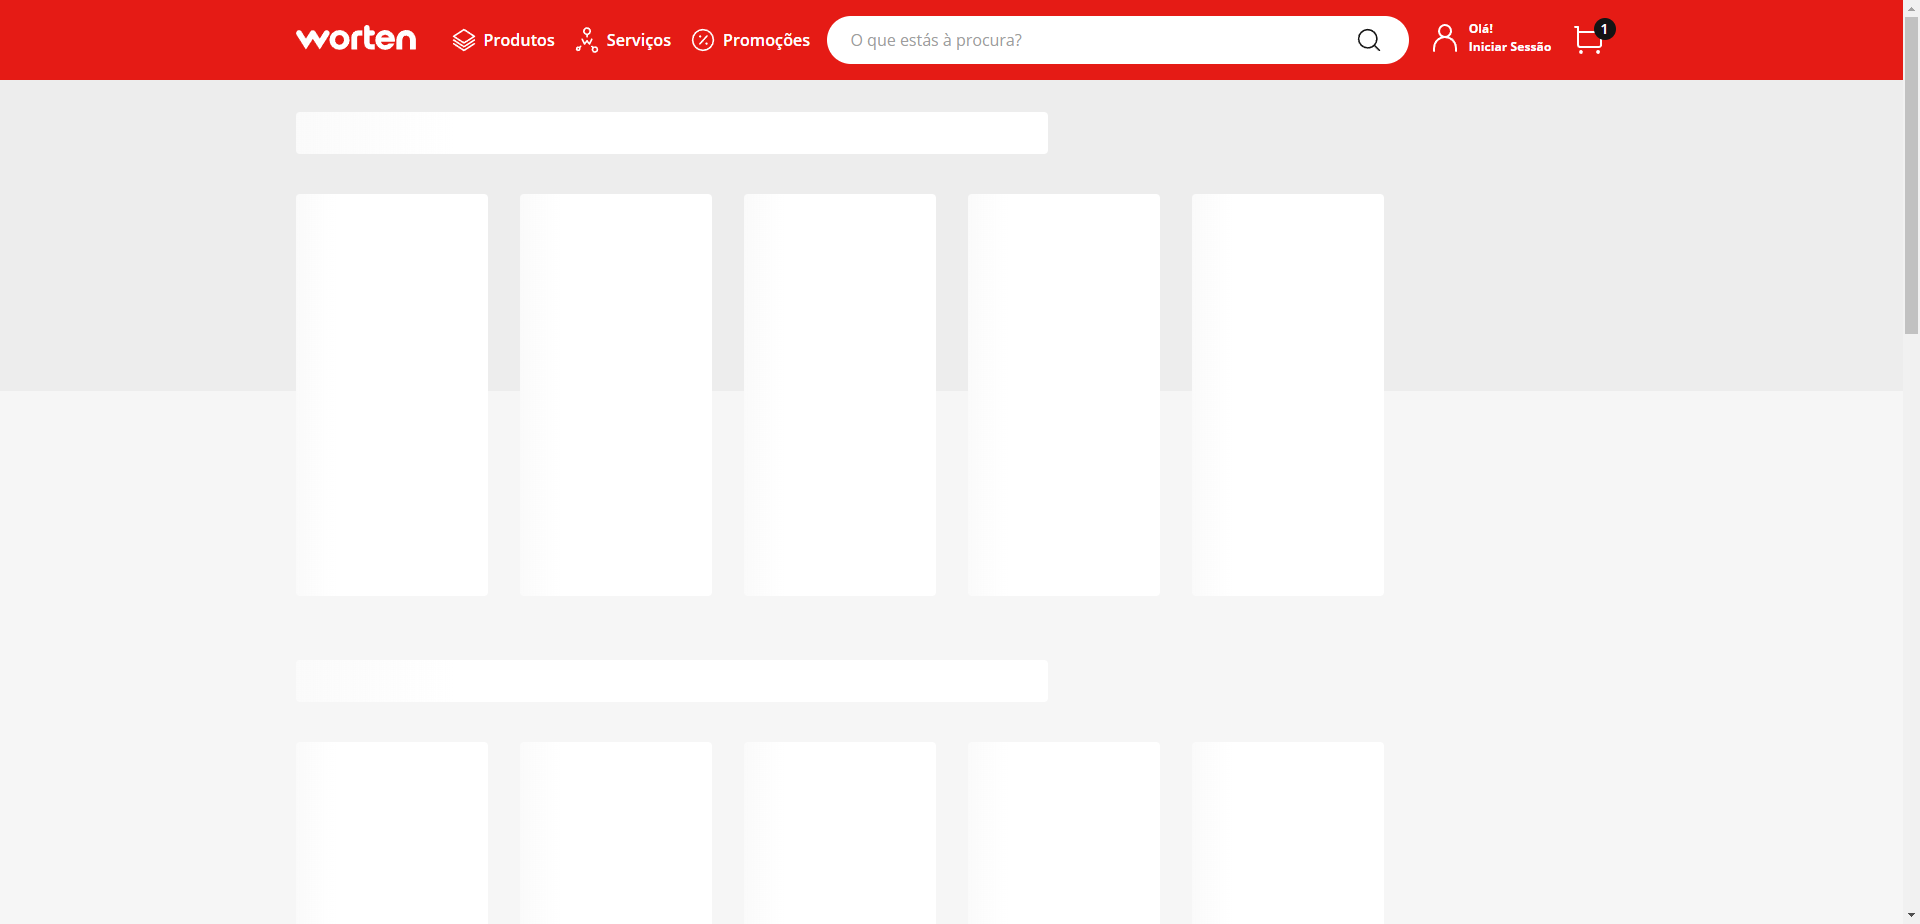 worten
Produtos
Serviços
Promoções
O que estás à procura?
Olá!
Iniciar Sessão
1